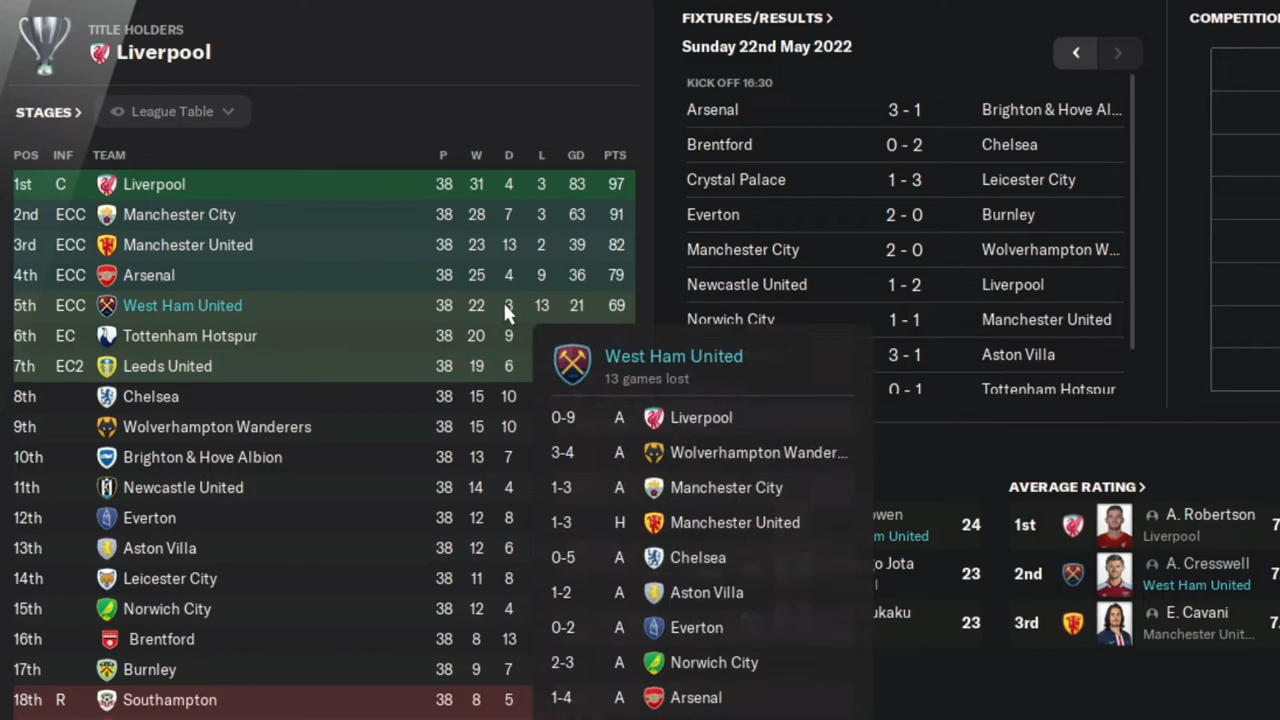 TITLE HOLDERS
Liverpool
STAGES >
League Table
POS INF TEAM P W D L GD PTS
1st C Liverpool 38 31 4 3 83 97
2nd ECC Manchester City 38 28 7 3 63 91
3rd ECC Manchester United 38 23 13 2 39 82
4th ECC Arsenal 38 25 4 9 36 79
5th ECC West Ham United 38 22 3 13 21 69
6th EC Tottenham Hotspur 38 20 9
7th EC2 Leeds United 38 19 6
8th Chelsea 38 15 10
9th Wolverhampton Wanderers 38 15 10
10th Brighton & Hove Albion 38 13 7
11th Newcastle United 38 14 4
12th Everton 38 12 8
13th Aston Villa 38 12 6
14th Leicester City 38 11 8
15th Norwich City 38 12 4
16th Brentford 38 8 13
17th Burnley 38 9 7
18th R Southampton 38 8 5
West Ham United
13 games lost
0-9 A Liverpool
3-4 A Wolverhampton Wander...
1-3 A Manchester City
1-3 H Manchester United
0-5 A Chelsea
1-2 A Aston Villa
0-2 A Everton
2-3 A Norwich City
1-4 A Arsenal
FIXTURES/RESULTS >
Sunday 22nd May 2022
KICK OFF 16:30
Arsenal 3 - 1 Brighton & Hove Al...
Brentford 0 - 2 Chelsea
Crystal Palace 1 - 3 Leicester City
Everton 2 - 0 Burnley
Manchester City 2 - 0 Wolverhampton W...
Newcastle United 1 - 2 Liverpool
Norwich City 1 - 1 Manchester United
3 - 1 Aston Villa
0 - 1 Tottenham Hotspur
COMPETITIO
owen 24
m United
go Jota 23
ukaku 23
AVERAGE RATING >
1st A. Robertson 7
Liverpool
2nd A. Cresswell 7
West Ham United
3rd E. Cavani 7.
Manchester Unit...